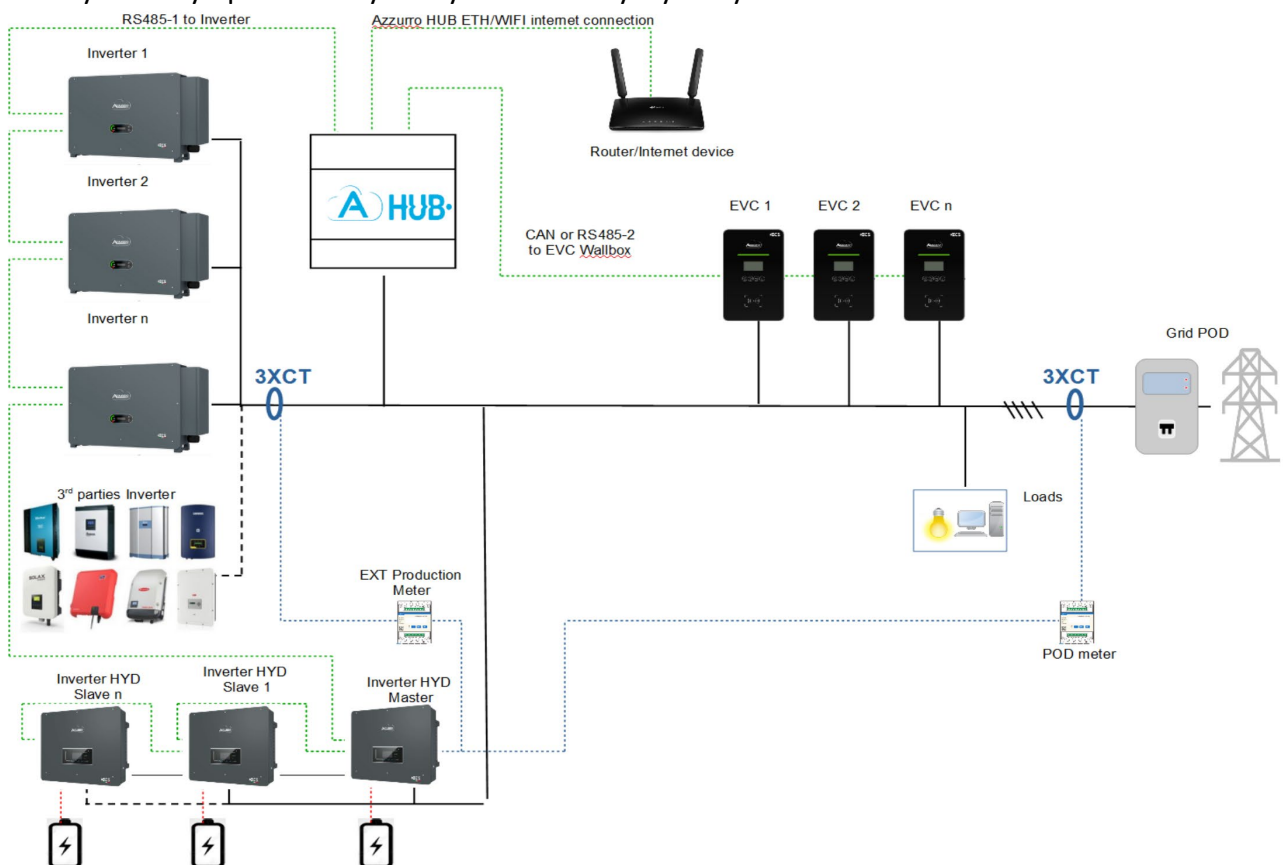 RS485-1 to Inverter
Azzurro HUB ETH/WIFI internet connection
Inverter 1
Router/Internet device
Inverter 2
A HUB
EVC 1
EVC 2
EVC n
CAN or RS485-2
to EVC Wallbox
Inverter n
Grid POD
3XCT
3XCT
3rd parties Inverter
Loads
EXT Production
Meter
POD meter
Inverter HYD
Slave n
Inverter HYD
Slave 1
Inverter HYD
Master